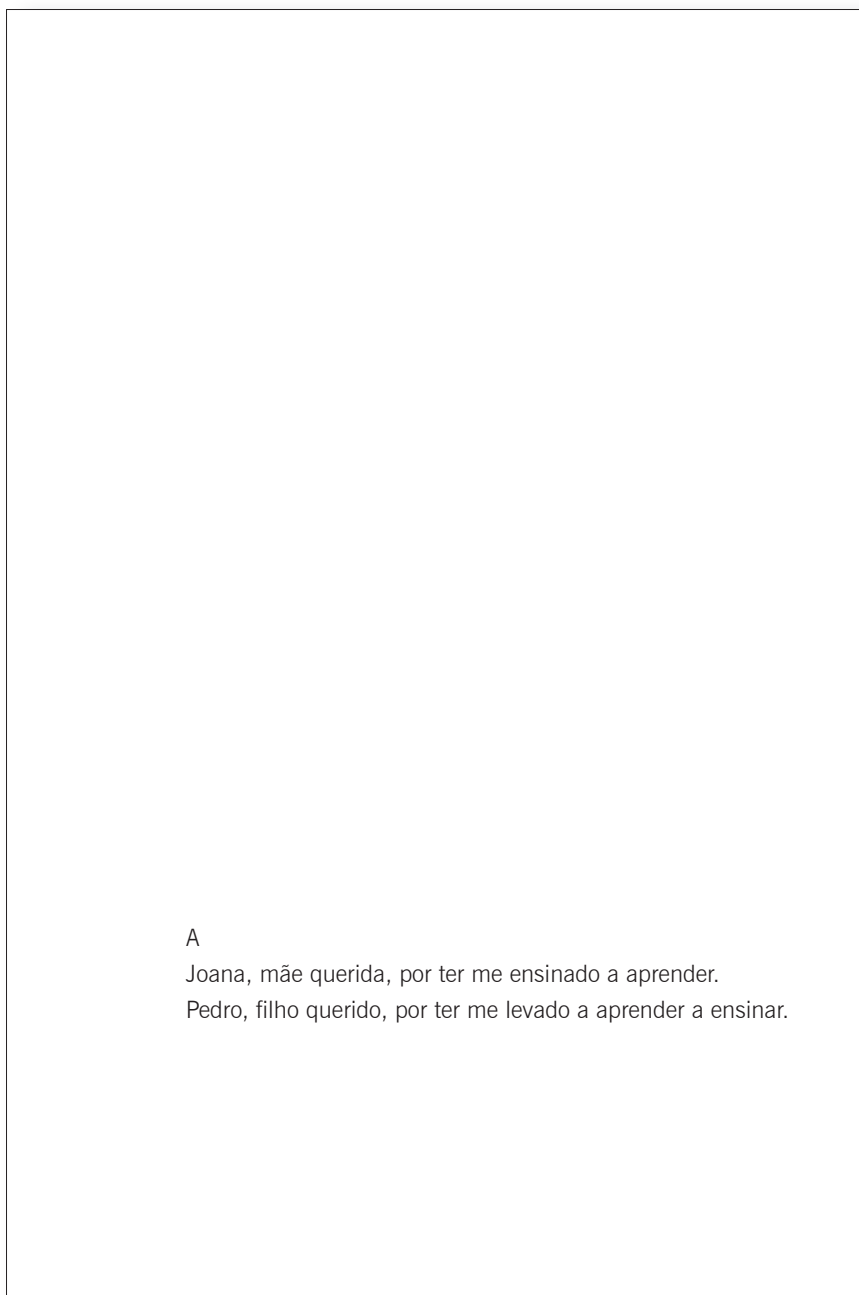 A
Joana, mãe querida, por ter me ensinado a aprender.
Pedro, filho querido, por ter me levado a aprender a ensinar.